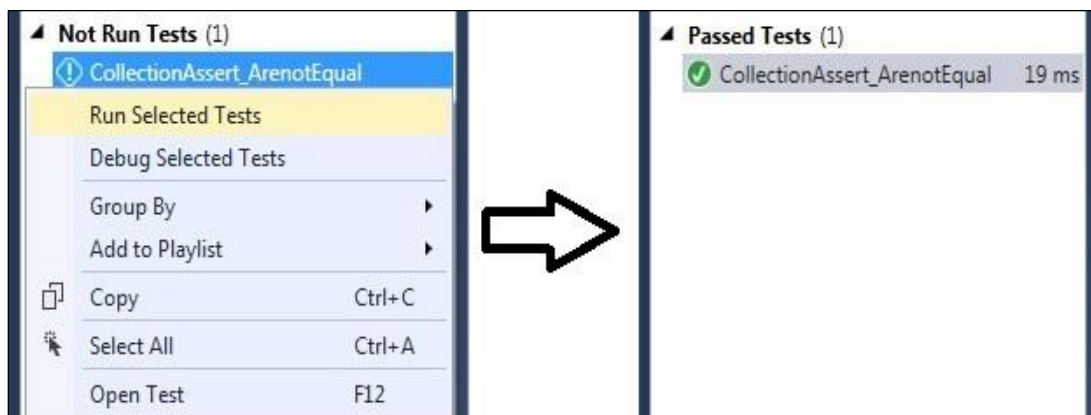 Not Run Tests (1)
CollectionAssert_ArenotEqual
Run Selected Tests
Debug Selected Tests
Group By
Add to Playlist
Copy Ctrl+C
Select All Ctrl+A
Open Test F12
Passed Tests (1)
CollectionAssert_ArenotEqual 19 ms